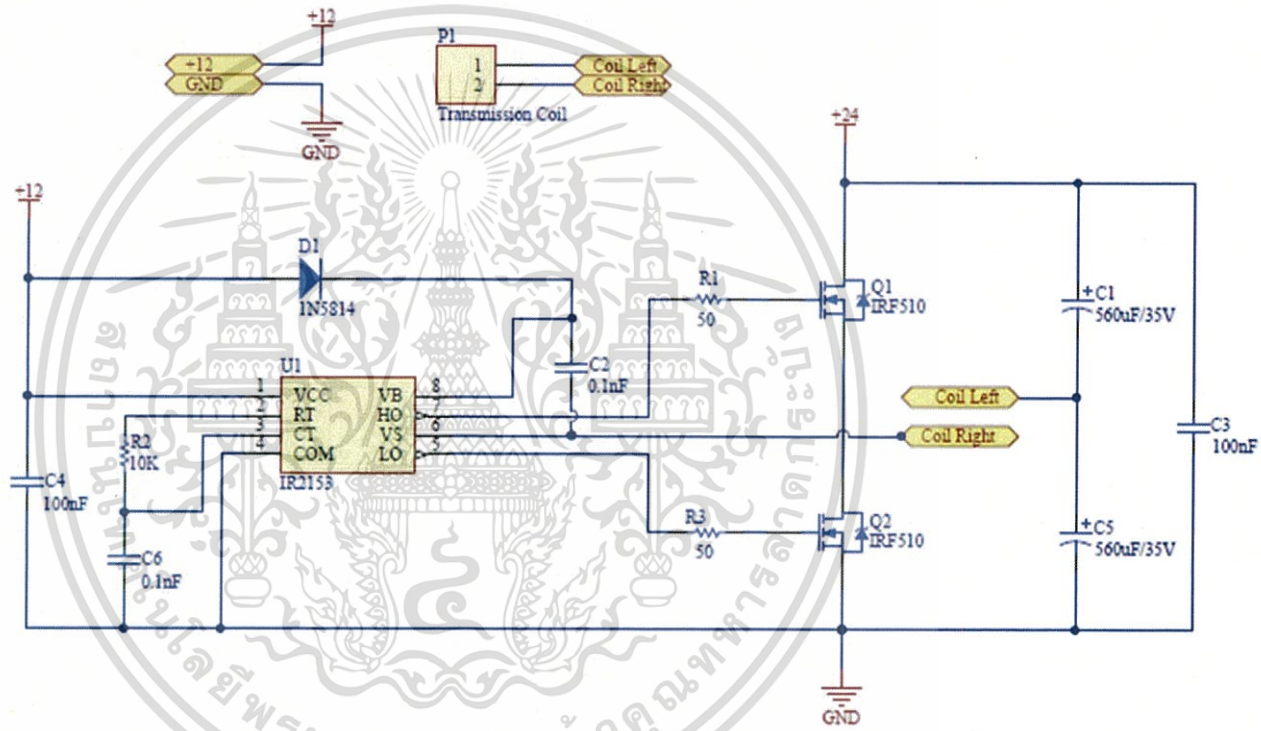 +12
+12
GND
GND
P1
1
2
Coil Left
Coil Right
Transmission Coil
+24
+12
D1
1N5814
R1
50
Q1
IRF510
C1
560uF/35V
U1
1
2
3
4
VCC
RT
CT
COM
VB
HO
VS
LO
8
7
6
5
IR2153
C2
0.1nF
Coil Left
Coil Right
C3
100nF
R2
10K
C4
100nF
C6
0.1nF
R3
50
Q2
IRF510
C5
560uF/35V
GND